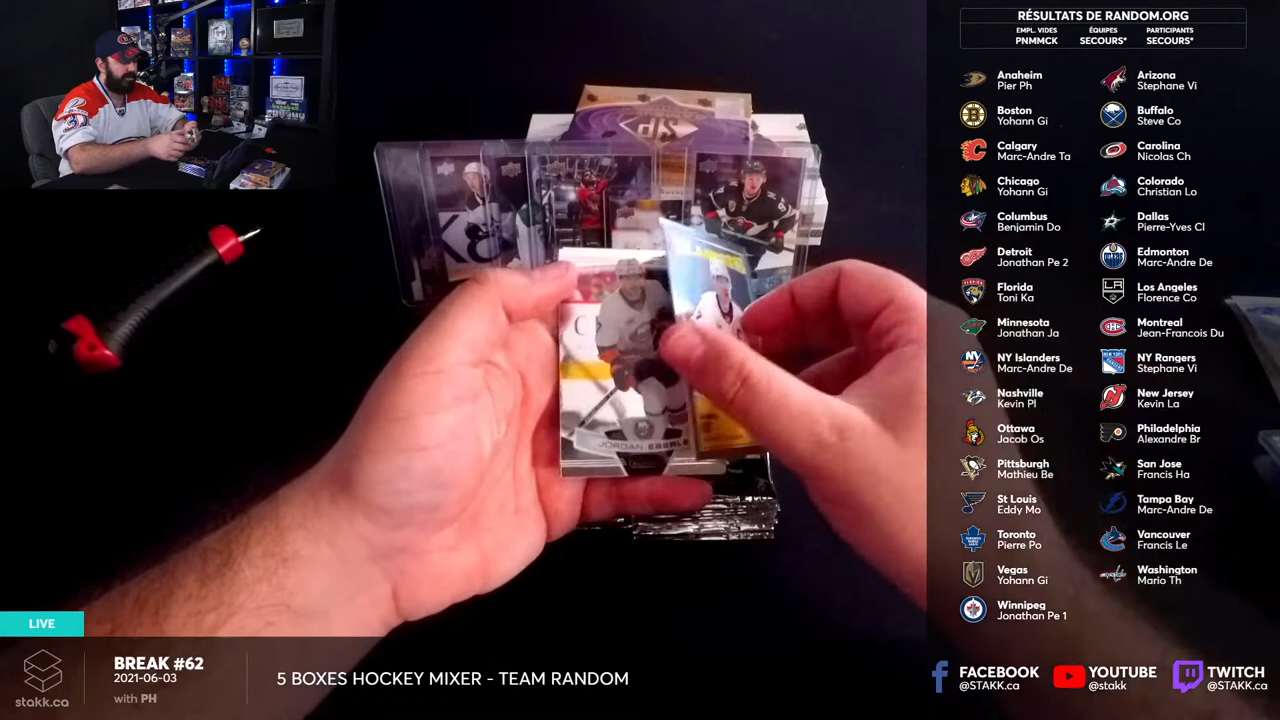 RÉSULTATS DE RANDOM.ORG
EMPL. VIDES
PNMMCK
ÉQUIPES
SECOURS*
PARTICIPANTS
SECOURS*
Anaheim
Pier Ph
Arizona
Stephane Vi
Boston
Yohann Gi
Buffalo
Steve Co
Calgary
Marc-Andre Ta
Carolina
Nicolas Ch
Chicago
Yohann Gi
Colorado
Christian Lo
Columbus
Benjamin Do
Dallas
Pierre-Yves Cl
Detroit
Jonathan Pe 2
Edmonton
Marc-Andre De
Florida
Toni Ka
Los Angeles
Florence Co
Minnesota
Jonathan Ja
Montreal
Jean-Francois Du
NY Islanders
Marc-Andre De
NY Rangers
Stephane Vi
Nashville
Kevin Pl
New Jersey
Kevin La
Ottawa
Jacob Os
Philadelphia
Alexandre Br
Pittsburgh
Mathieu Be
San Jose
Francis Ha
St Louis
Eddy Mo
Tampa Bay
Marc-Andre De
Toronto
Pierre Po
Vancouver
Francis Le
Vegas
Yohann Gi
Washington
Mario Th
Winnipeg
Jonathan Pe 1
SP
JORDAN EBERLE
LIVE
stakk.ca
BREAK #62
2021-06-03
with PH
5 BOXES HOCKEY MIXER - TEAM RANDOM
FACEBOOK
@STAKK.ca
YOUTUBE
@stakk
TWITCH
@STAKK.ca